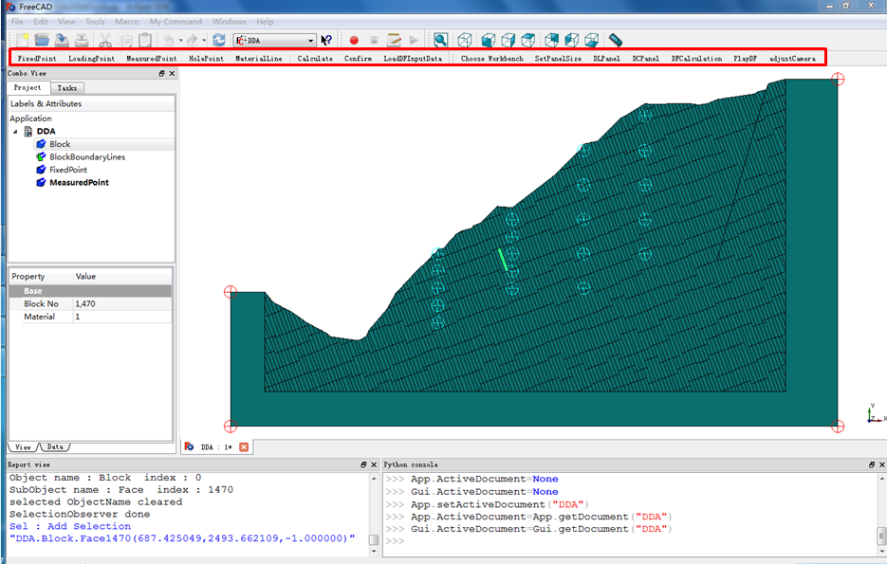 FreeCAD
File Edit View Tools Macro My Command Windows Help
DDA
FixedPoint LoadingPoint MeasuredPoint HolePoint MaterialLine Calculate Confirm LoadDFInputData Choose Workbench SetPanelSize DLPanel DCPanel DFCalculation PlayDF adjustCamera
Combo View
Project Tasks
Labels & Attributes
Application
DDA
Block
BlockBoundaryLines
FixedPoint
MeasuredPoint
Property Value
Base
Block No 1,470
Material 1
View Data
DDA : 1*
Y
Z X
Report view
Object name : Block index : 0
SubObject name : Face index : 1470
selected ObjectName cleared
SelectionObserver done
Sel : Add Selection
"DDA.Block.Face1470(687.425049,2493.662109,-1.000000)"
Python console
>>> App.ActiveDocument=None
>>> Gui.ActiveDocument=None
>>> App.setActiveDocument("DDA")
>>> App.ActiveDocument=App.getDocument("DDA")
>>> Gui.ActiveDocument=Gui.getDocument("DDA")
>>>